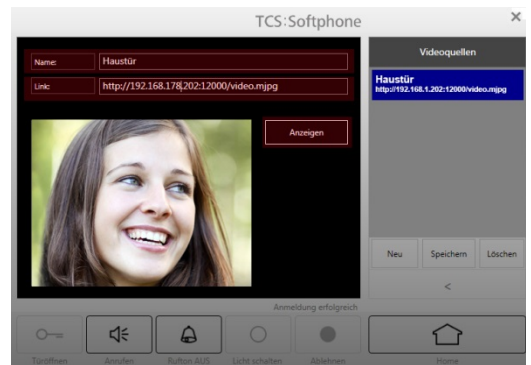 TCS:Softphone
×
Name:
Haustür
Link:
http://192.168.178.202:12000/video.mjpg
Anzeigen
Anmeldung erfolgreich
Videoquellen
Haustür
http://192.168.1.202:12000/video.mjpg
Neu
Speichern
Löschen
<
Türöffnen
Anrufen
Rufton AUS
Licht schalten
Ablehnen
Home